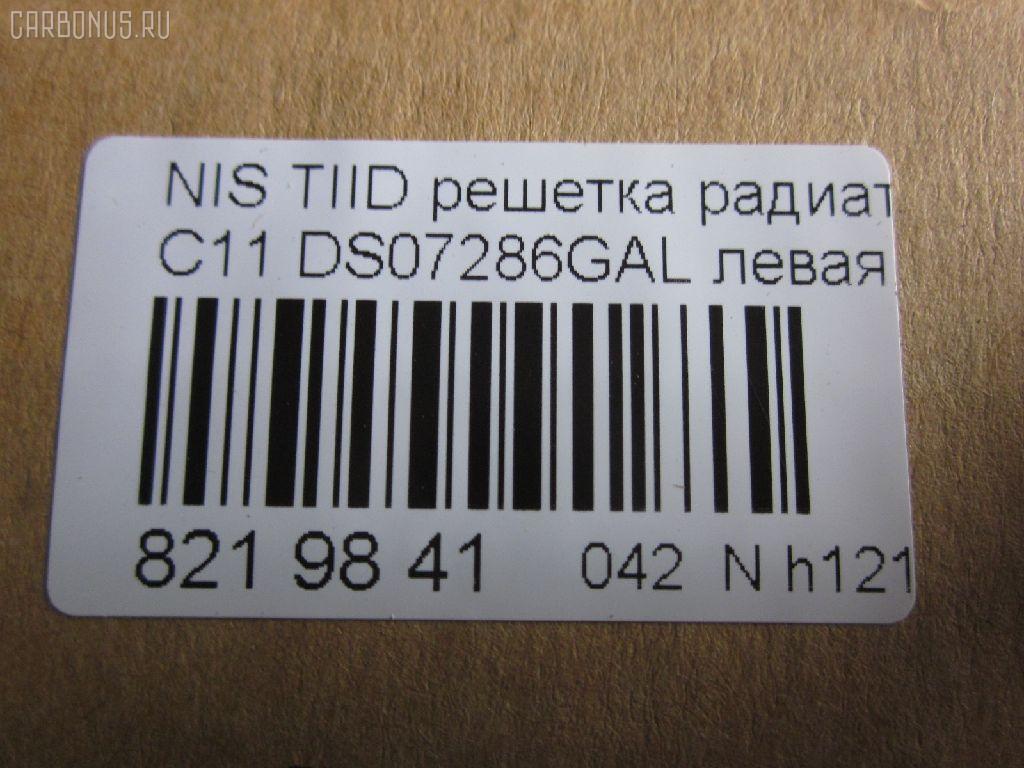 CARBONUS.RU
NIS TIID решетка радиат
C11 DS07286GAL левая
821 98 41 042 N h121